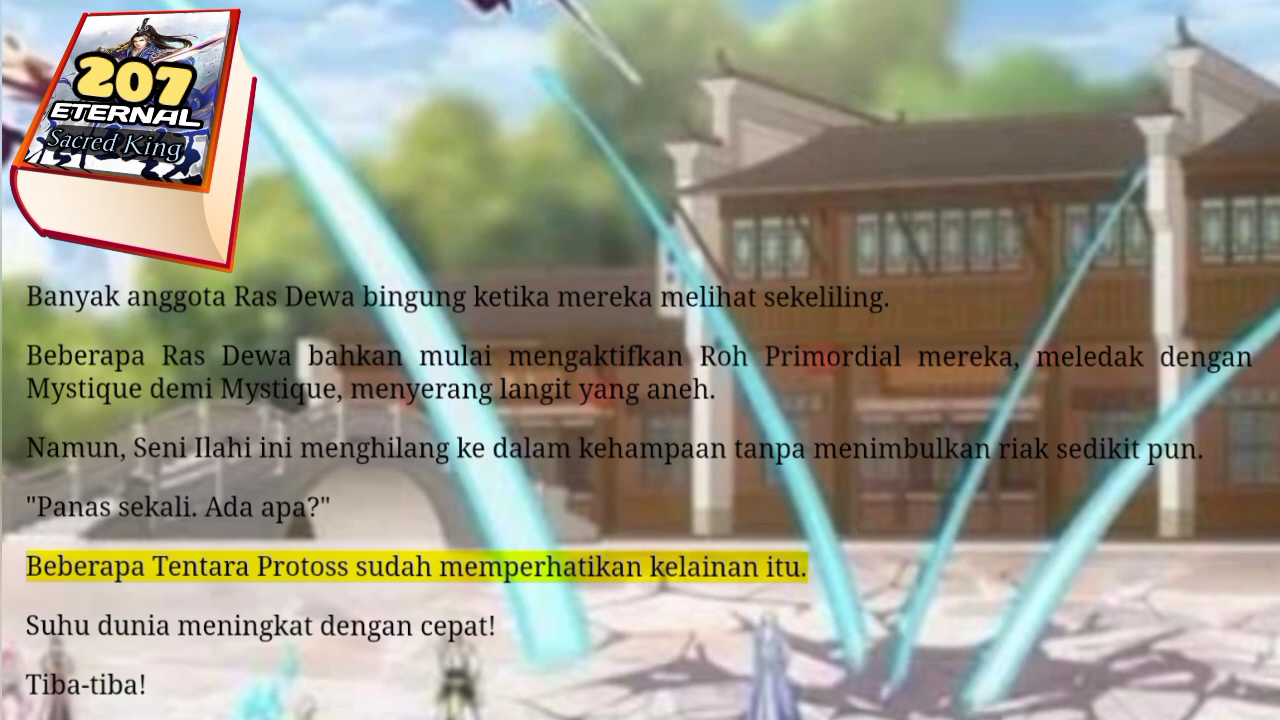 207
ETERNAL
Sacred King
Banyak anggota Ras Dewa bingung ketika mereka melihat sekeliling.
Beberapa Ras Dewa bahkan mulai mengaktifkan Roh Primordial mereka, meledak dengan
Mystique demi Mystique, menyerang langit yang aneh.
Namun, Seni Ilahi ini menghilang ke dalam kehampaan tanpa menimbulkan riak sedikit pun.
"Panas sekali. Ada apa?"
Beberapa Tentara Protoss sudah memperhatikan kelainan itu.
Suhu dunia meningkat dengan cepat!
Tiba-tiba!